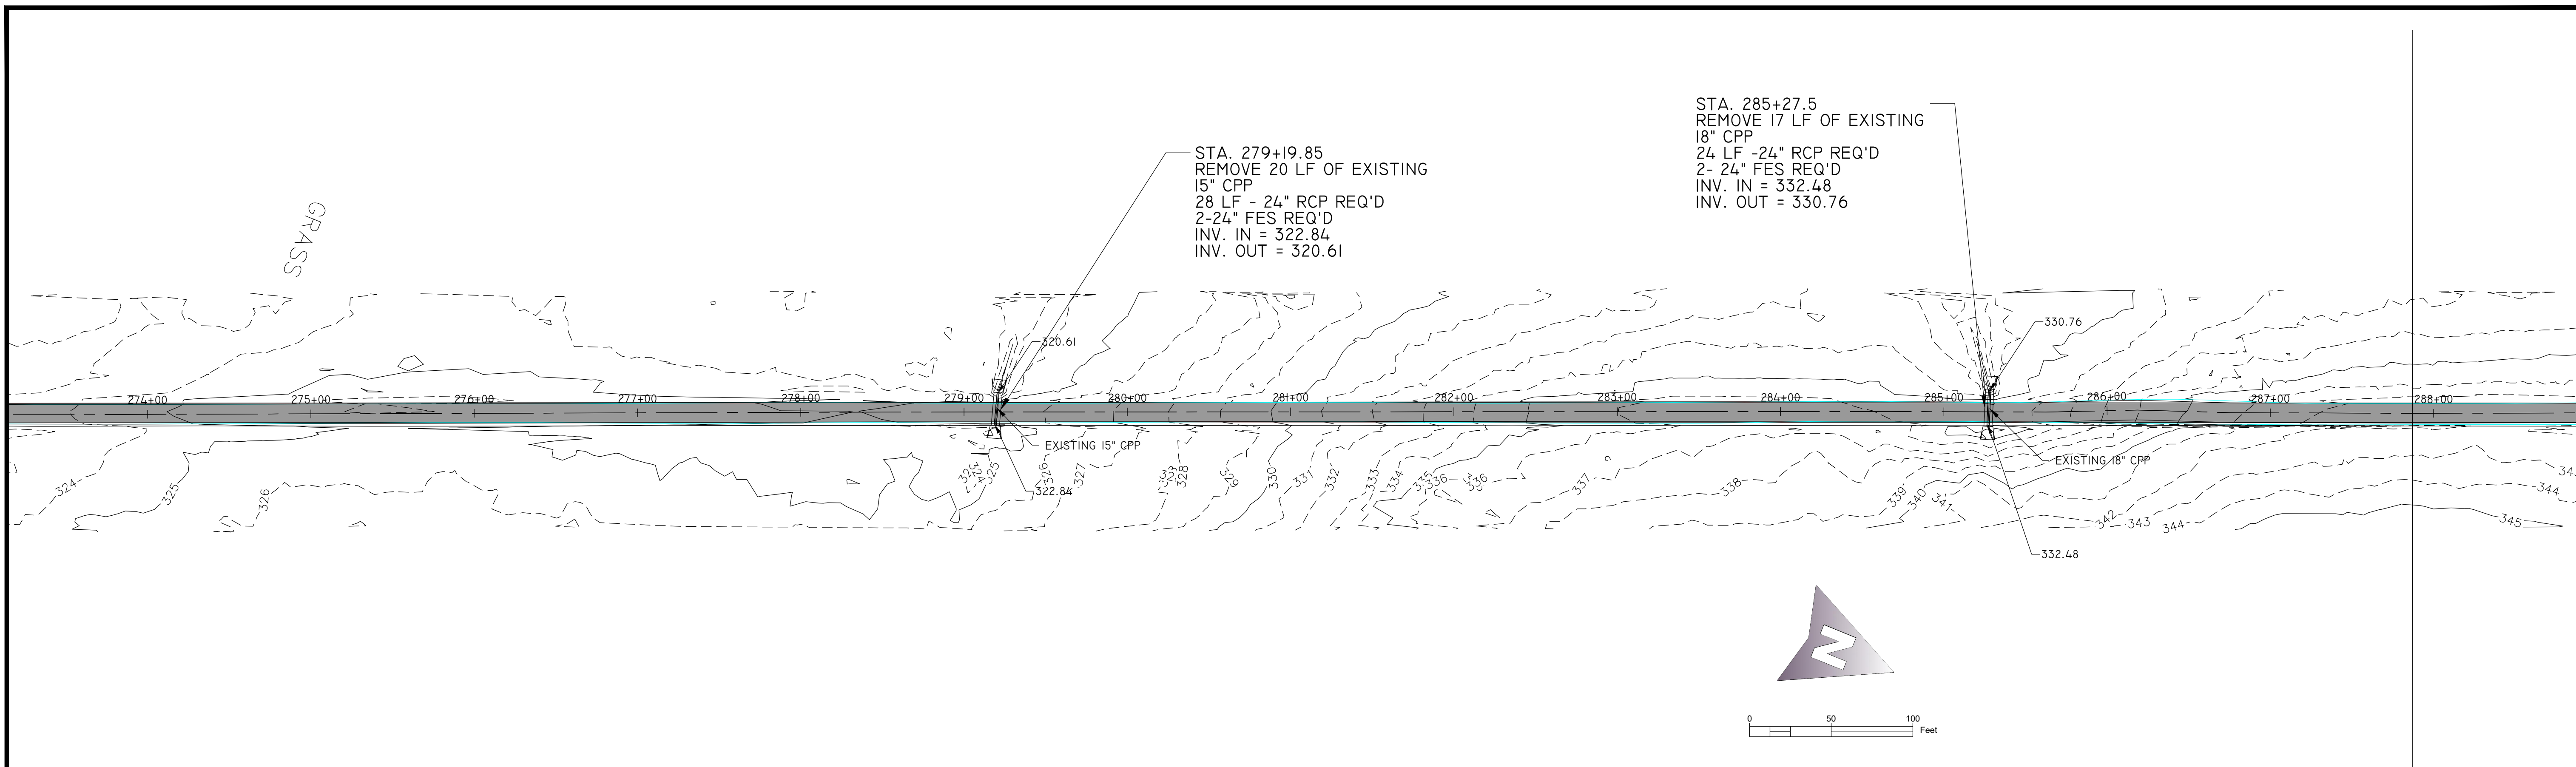 STA. 285+27.5
REMOVE 17 LF OF EXISTING
18" CPP
24 LF -24" RCP REQ'D
2- 24" FES REQ'D
INV. IN = 332.48
INV. OUT = 330.76
STA. 279+19.85
REMOVE 20 LF OF EXISTING
15" CPP
28 LF - 24" RCP REQ'D
2-24" FES REQ'D
INV. IN = 322.84
INV. OUT = 320.61
GRASS
320.61
330.76
274+00
275+00
276+00
277+00
278+00
279+00
280+00
281+00
282+00
283+00
284+00
285+00
286+00
287+00
288+00
EXISTING 15" CPP
EXISTING 18" CPP
324
325
326
325
326
327
328
329
330
331
332
333
334
335
336
336
337
338
339
340
341
342
343
344
344
345
322.84
332.48
N
0 50 100
Feet